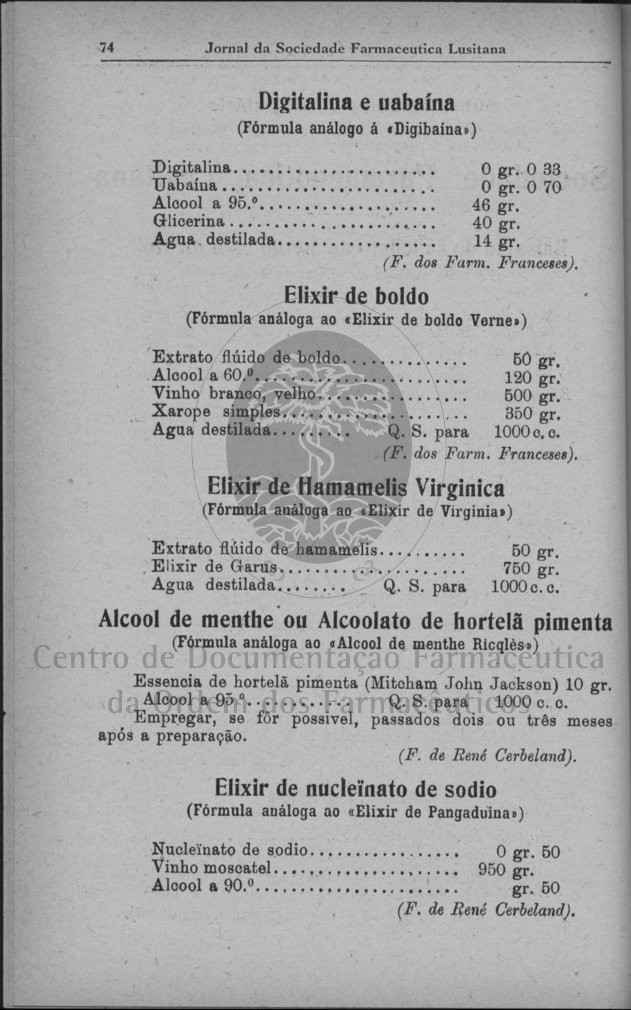 74 Jornal da Sociedade Farmaceutica Lusitana
Digitalina e uabaína
(Fórmula análogo á «Digibaína»)
Digitalina........................ 0 gr. 0 33
Uabaína........................ 0 gr. 0 70
Alcool a 95.º.................... 46 gr.
Glicerina........................ 40 gr.
Agua destilada.................. 14 gr.
(F. dos Farm. Franceses).
Elixir de boldo
(Fórmula análoga ao «Elixir de boldo Verne»)
Extrato flúido de boldo.............. 50 gr.
Alcool a 60.º........................ 120 gr.
Vinho branco, velho................ 500 gr.
Xarope simples..................... 350 gr.
Agua destilada......... Q. S. para 1000 c. c.
(F. dos Farm. Franceses).
Elixir de Hamamelis Virginica
(Fórmula análoga ao «Elixir de Virginia»)
Extrato flúido de hamamelis.......... 50 gr.
Elixir de Garus..................... 750 gr.
Agua destilada........ Q. S. para 1000 c. c.
Alcool de menthe ou Alcoolato de hortelã pimenta
(Fórmula análoga ao «Alcool de menthe Ricqlès»)
Centro de Documentação Farmacêutica
Essencia de hortelã pimenta (Mitcham John Jackson) 10 gr.
Alcool a 95 º............ Q. S. para 1000 c. c.
da Ordem dos Farmacêuticos
Empregar, se fôr possivel, passados dois ou três meses
após a preparação.
(F. de René Cerbeland).
Elixir de nucleïnato de sodio
(Fórmula análoga ao «Elixir de Pangaduïna»)
Nucleïnato de sodio................. 0 gr. 50
Vinho moscatel..................... 950 gr.
Alcool a 90.º....................... gr. 50
(F. de René Cerbeland).